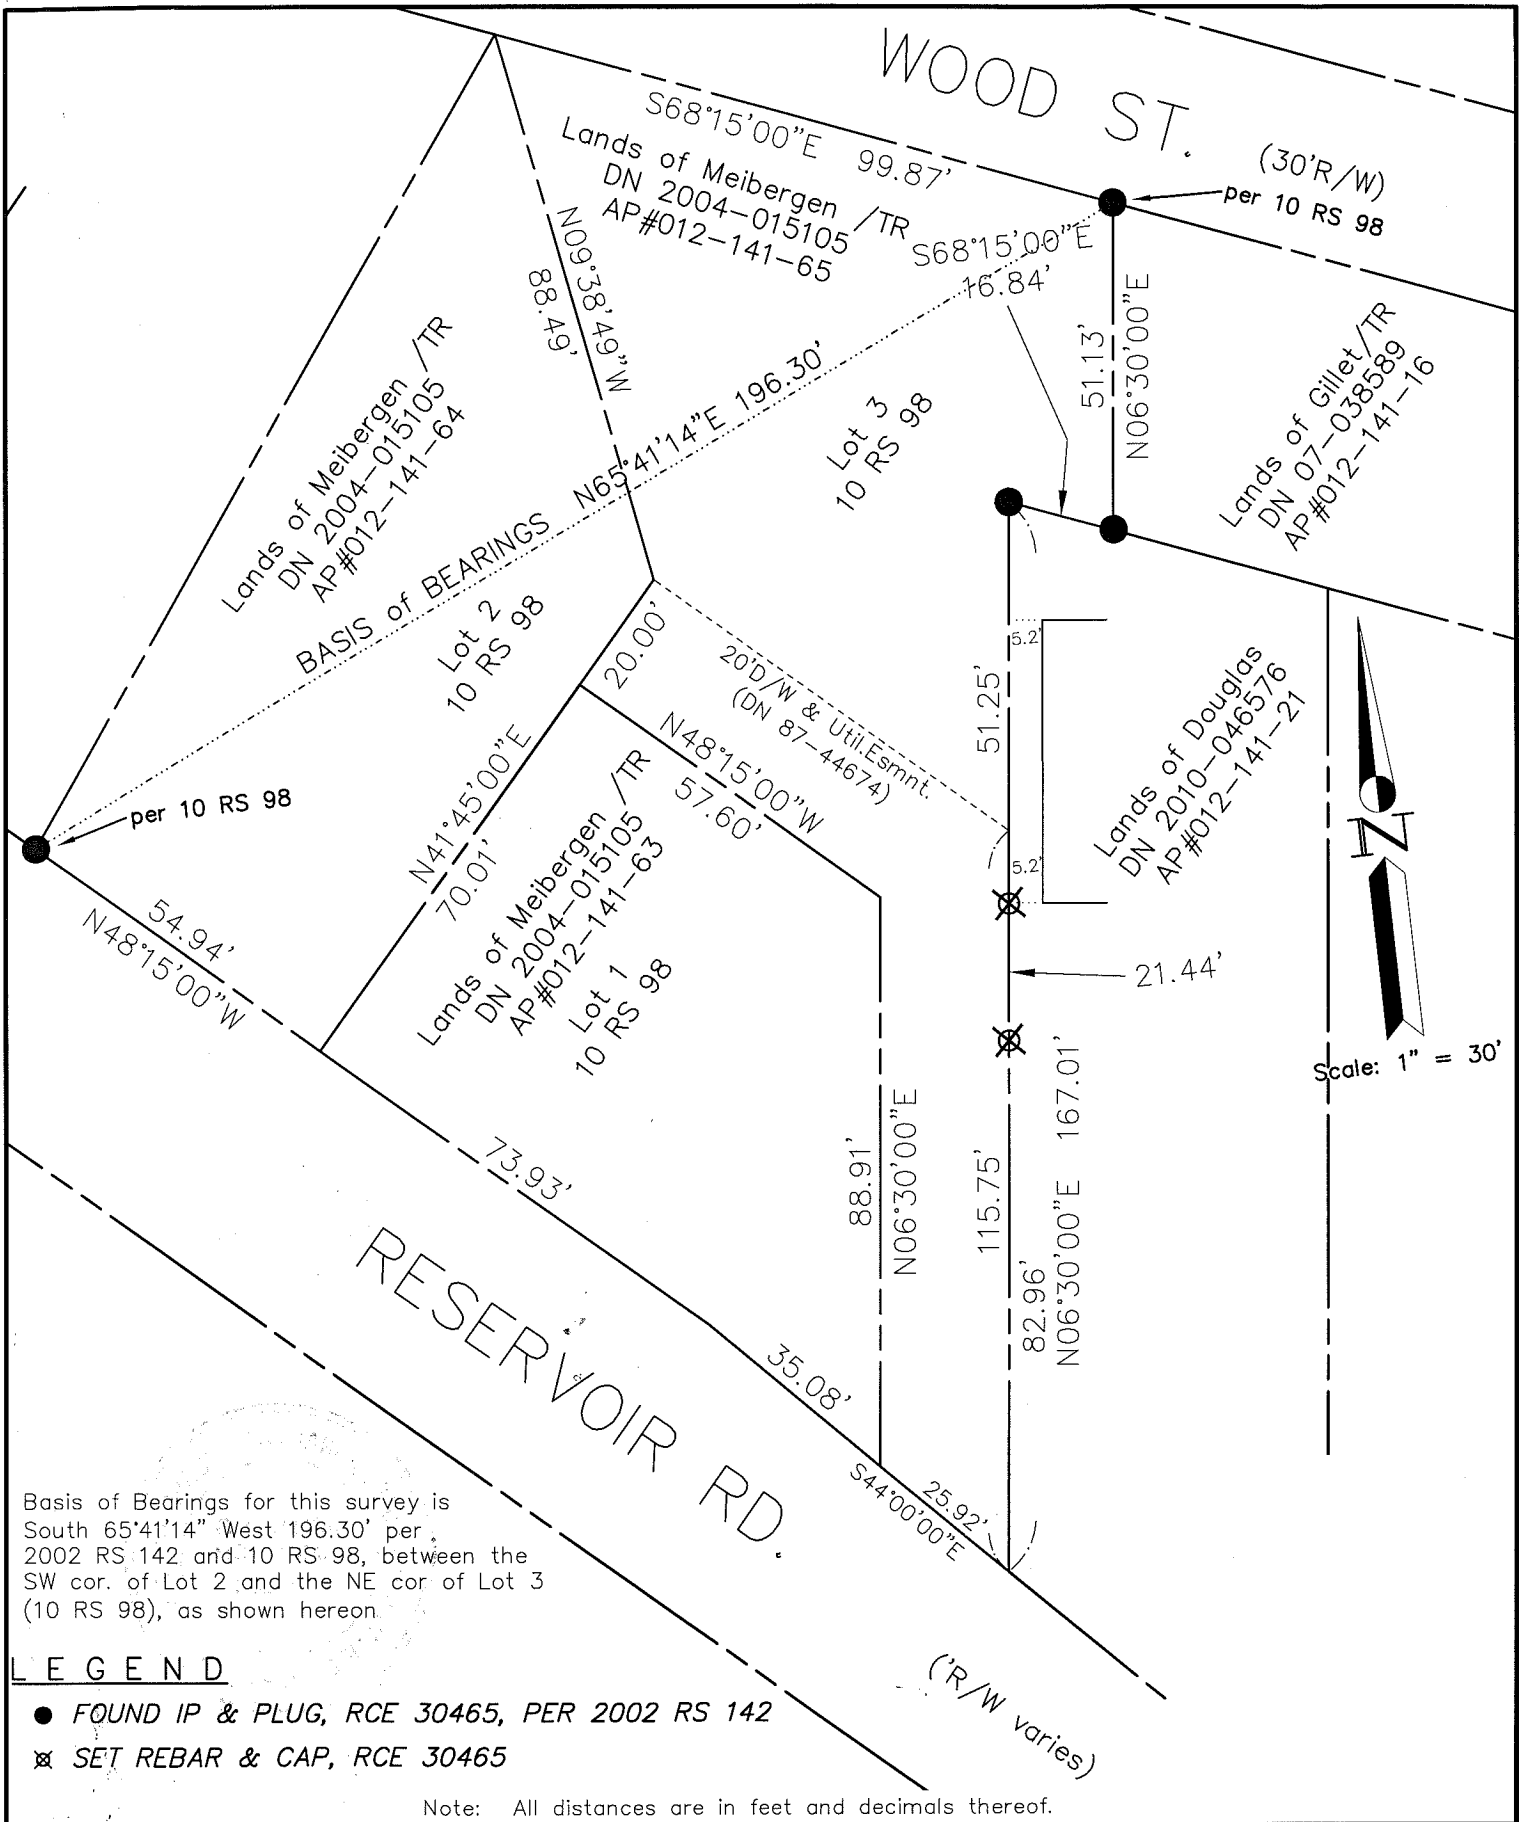 WOOD ST.
(30'R/W)
per 10 RS 98
S68°15'00"E 99.87'
Lands of Meibergen /TR
DN 2004-015105
AP#012-141-65
S68°15'00"E
16.84'
N09°38'49"W
88.49'
51.13'
N06°30'00"E
Lands of Gillet/TR
DN 07-038589
AP#012-141-16
Lands of Meibergen /TR
DN 2004-015105
AP#012-141-64
BASIS of BEARINGS N65°41'14"E 196.30'
Lot 3
10 RS 98
Lot 2
10 RS 98
20.00'
20'D/W & Util.Esmnt.
(DN 87-44674)
5.2'
51.25'
5.2'
Lands of Douglas
DN 2010-046576
AP#012-141-21
N
Scale: 1" = 30'
per 10 RS 98
N41°45'00"E
70.01'
N48°15'00"W
57.60'
Lands of Meibergen /TR
DN 2004-015105
AP#012-141-63
Lot 1
10 RS 98
54.94'
N48°15'00"W
21.44'
73.93'
88.91'
N06°30'00"E
115.75'
82.96'
N06°30'00"E 167.01'
RESERVOIR RD.
35.08'
25.92'
S44°00'00"E
('R/W varies)
Basis of Bearings for this survey is
South 65°41'14" West 196.30' per
2002 RS 142 and 10 RS 98, between the
SW cor. of Lot 2 and the NE cor of Lot 3
(10 RS 98), as shown hereon
LEGEND
FOUND IP & PLUG, RCE 30465, PER 2002 RS 142
SET REBAR & CAP, RCE 30465
Note: All distances are in feet and decimals thereof.